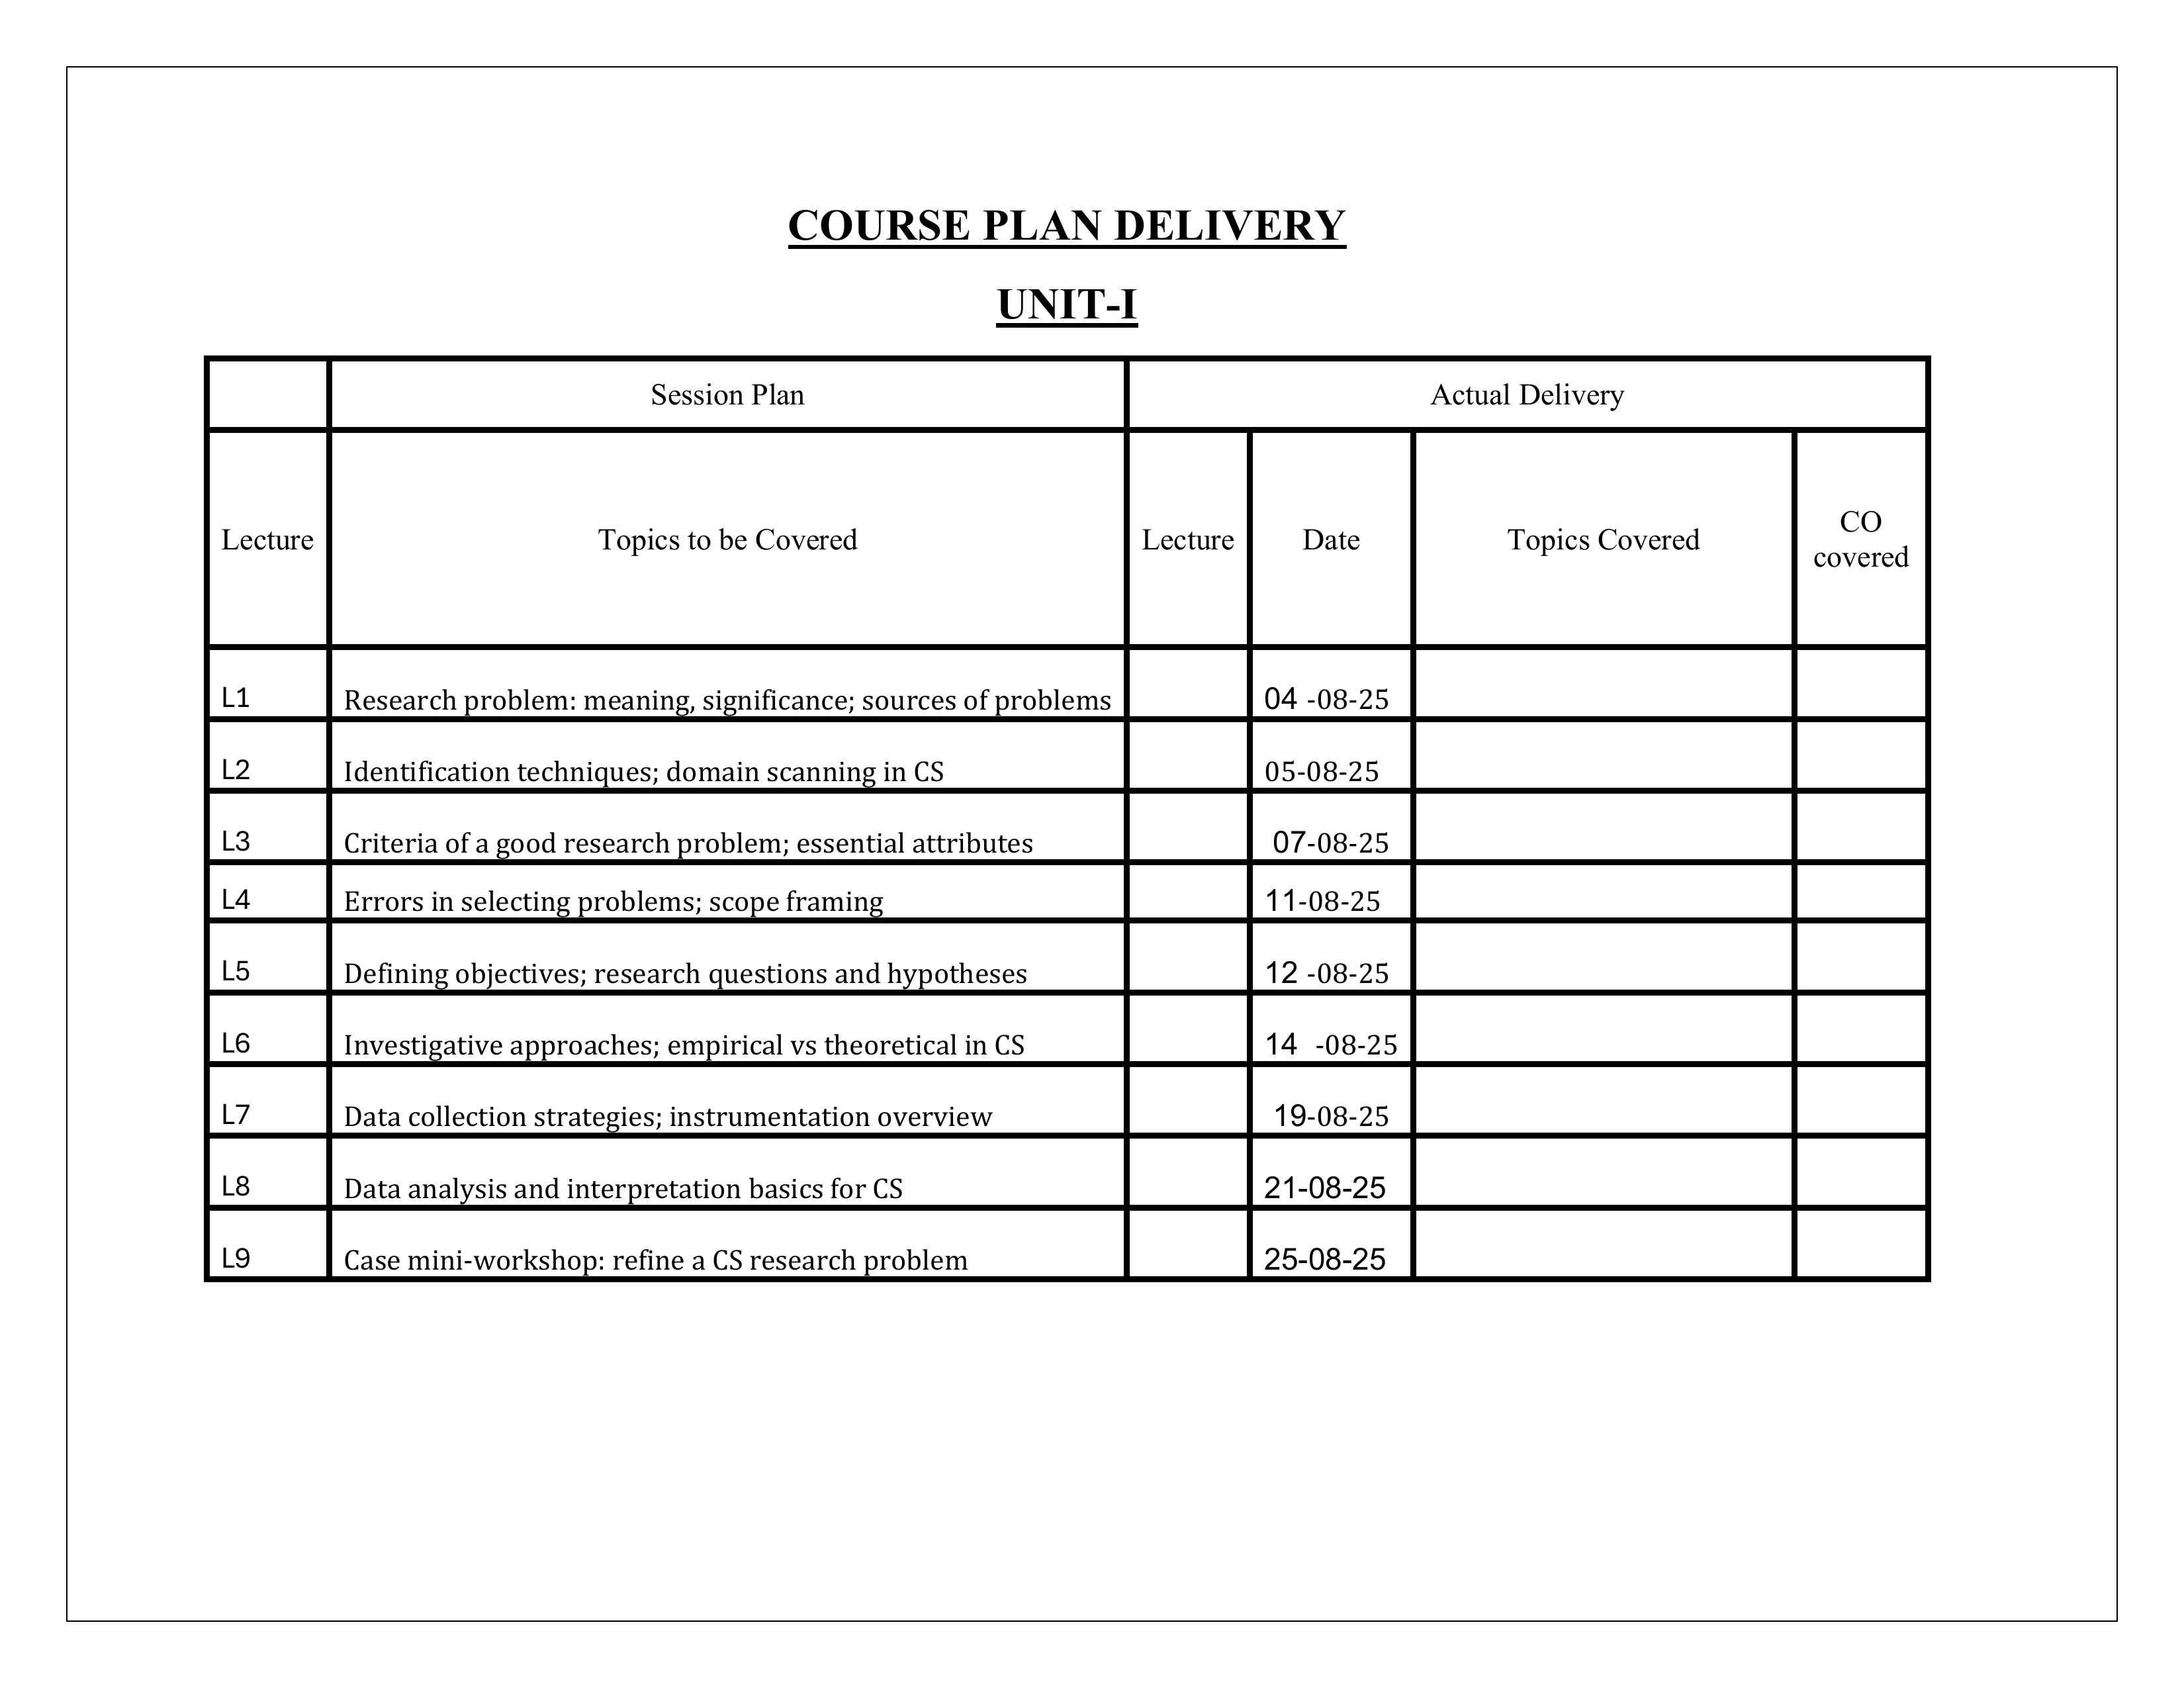 COURSE PLAN DELIVERY
UNIT-I
Session Plan Actual Delivery
Lecture Topics to be Covered Lecture Date Topics Covered CO covered
L1 Research problem: meaning, significance; sources of problems 04 -08-25
L2 Identification techniques; domain scanning in CS 05-08-25
L3 Criteria of a good research problem; essential attributes 07-08-25
L4 Errors in selecting problems; scope framing 11-08-25
L5 Defining objectives; research questions and hypotheses 12 -08-25
L6 Investigative approaches; empirical vs theoretical in CS 14 -08-25
L7 Data collection strategies; instrumentation overview 19-08-25
L8 Data analysis and interpretation basics for CS 21-08-25
L9 Case mini-workshop: refine a CS research problem 25-08-25